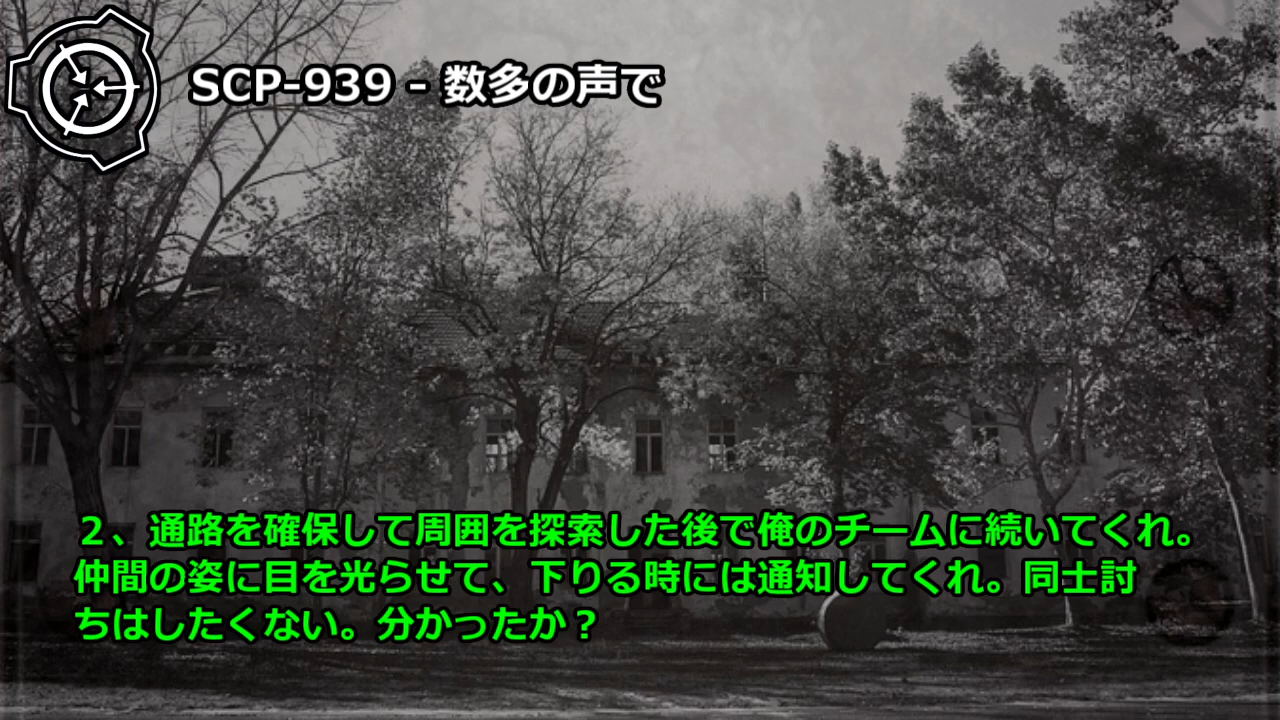 SCP-939 - 数多の声で
２、通路を確保して周囲を探索した後で俺のチームに続いてくれ。
仲間の姿に目を光らせて、下りる時には通知してくれ。同士討
ちはしたくない。分かったか？